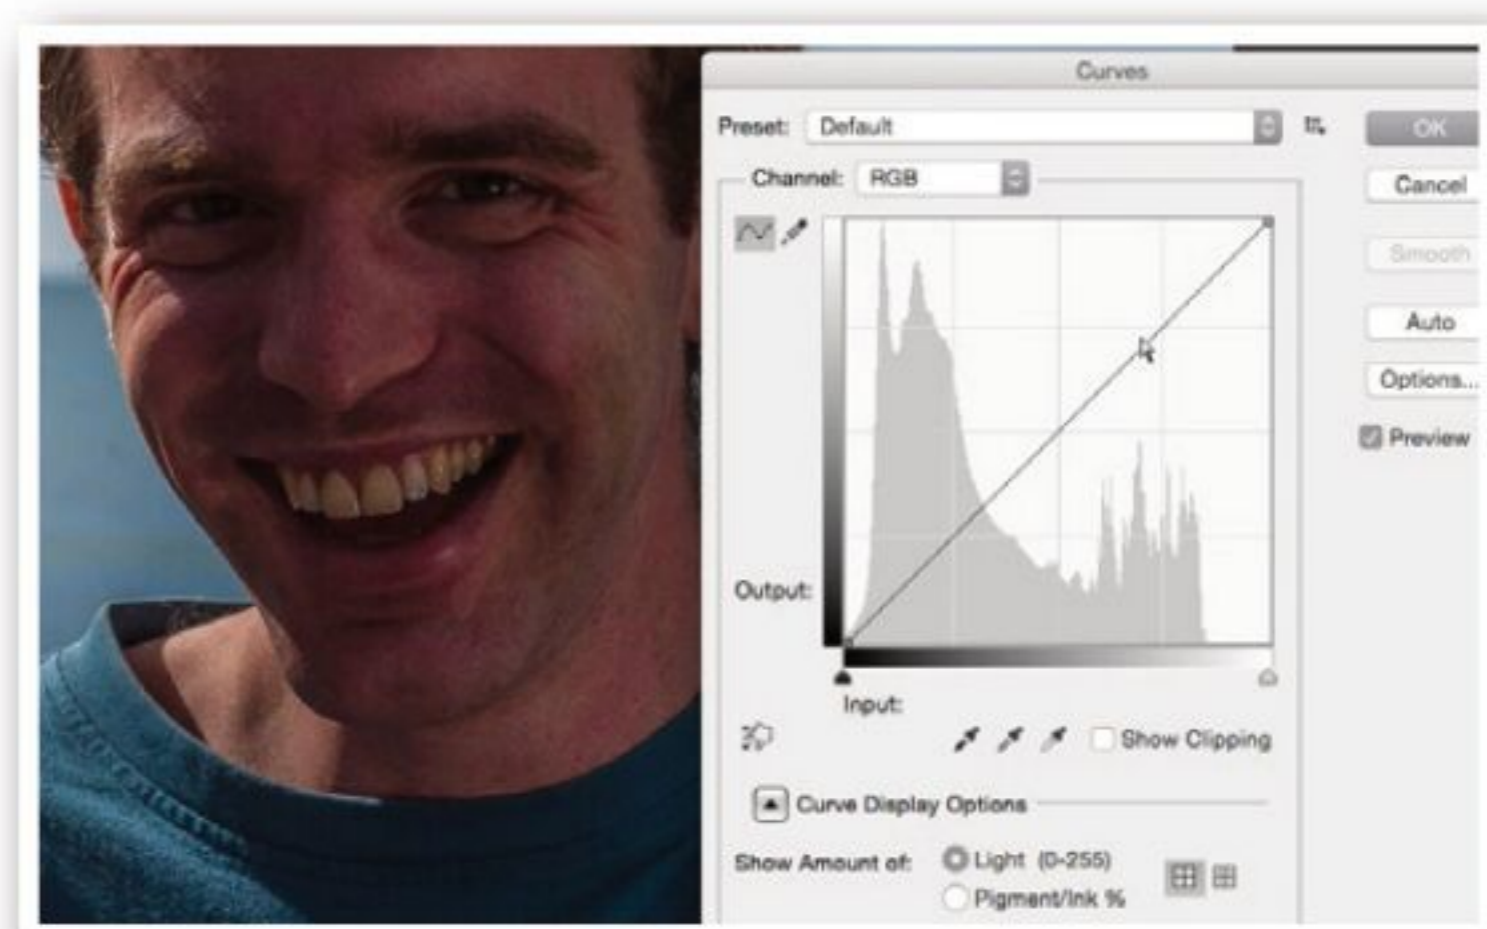 Curves
Preset: Default
OK
Channel: RGB
Cancel
Smooth
Auto
Options...
Preview
Output:
Input:
Show Clipping
Curve Display Options
Show Amount of: Light (0-255)
Pigment/Ink %